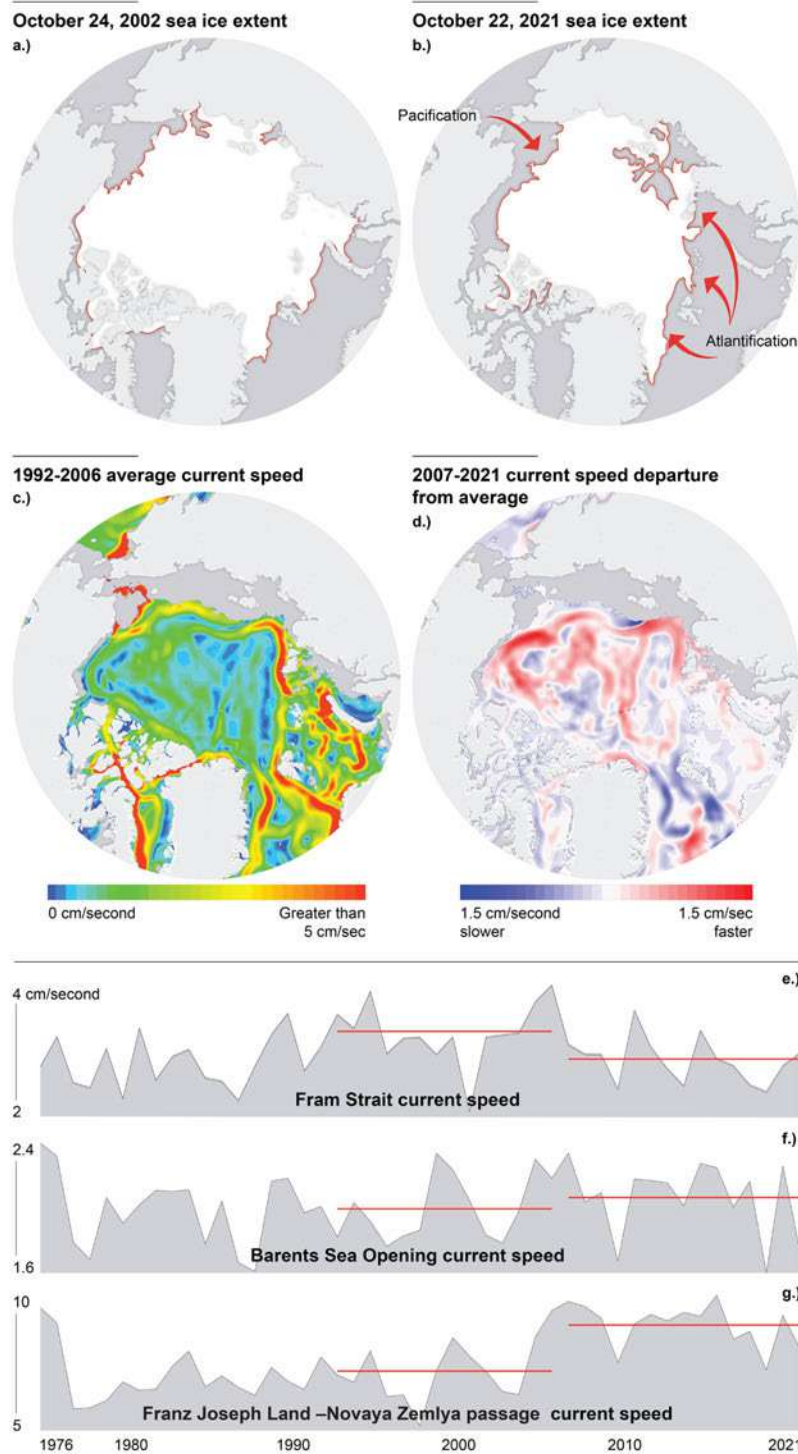 October 24, 2002 sea ice extent
a.)
October 22, 2021 sea ice extent
b.)
Pacification
Atlantification
1992-2006 average current speed
c.)
2007-2021 current speed departure
from average
d.)
0 cm/second
Greater than
5 cm/sec
1.5 cm/second
slower
1.5 cm/sec
faster
e.)
4 cm/second
Fram Strait current speed
2
f.)
2.4
Barents Sea Opening current speed
1.6
g.)
10
Franz Joseph Land –Novaya Zemlya passage current speed
5
1976 1980 1990 2000 2010 2021